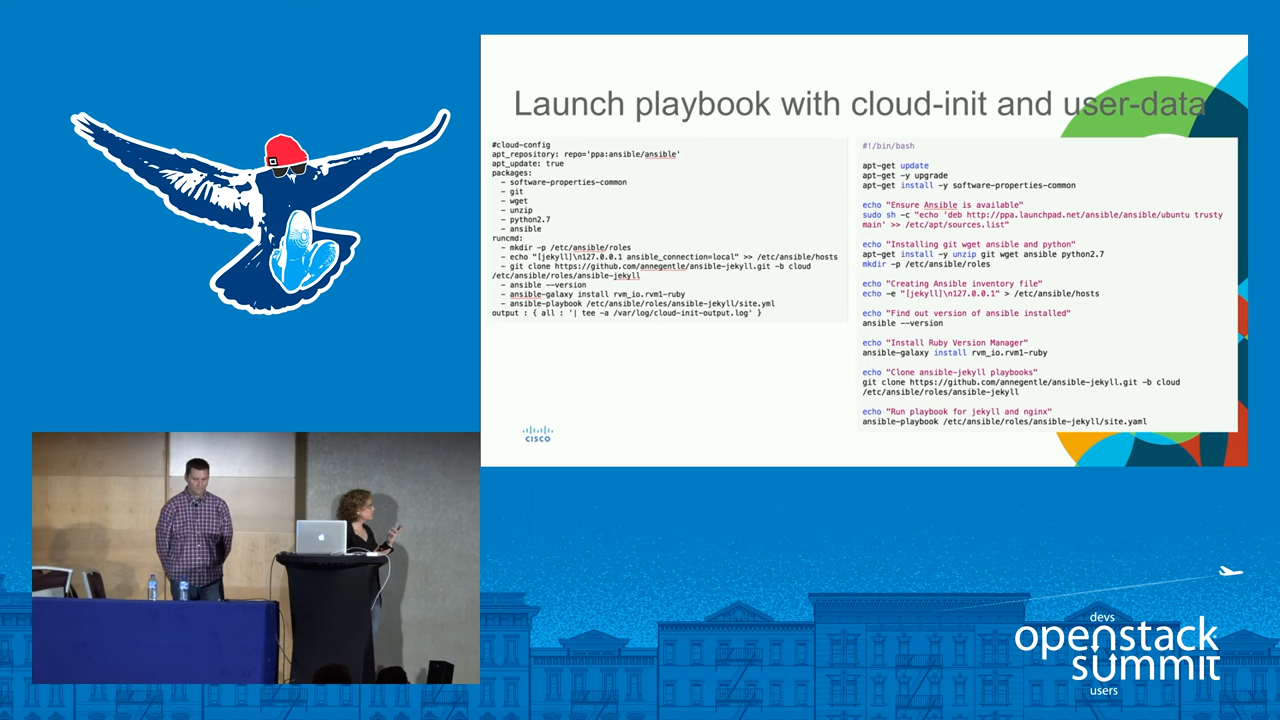 Launch playbook with cloud-init and user-data
#cloud-config
apt_repository: repo='ppa:ansible/ansible'
apt_update: true
packages:
- software-properties-common
- git
- wget
- unzip
- python2.7
- ansible
runcmd:
- mkdir -p /etc/ansible/roles
- echo "[jekyll]\n127.0.0.1 ansible_connection=local" >> /etc/ansible/hosts
- git clone https://github.com/annegentle/ansible-jekyll.git -b cloud
/etc/ansible/roles/ansible-jekyll
- ansible --version
- ansible-galaxy install rvm_io.rvm1-ruby
- ansible-playbook /etc/ansible/roles/ansible-jekyll/site.yml
output : { all : '| tee -a /var/log/cloud-init-output.log' }
#!/bin/bash
apt-get update
apt-get -y upgrade
apt-get install -y software-properties-common
echo "Ensure Ansible is available"
sudo sh -c "echo 'deb http://ppa.launchpad.net/ansible/ansible/ubuntu trusty
main' >> /etc/apt/sources.list"
echo "Installing git wget ansible and python"
apt-get install -y unzip git wget ansible python2.7
mkdir -p /etc/ansible/roles
echo "Creating Ansible inventory file"
echo -e "[jekyll]\n127.0.0.1" > /etc/ansible/hosts
echo "Find out version of ansible installed"
ansible --version
echo "Install Ruby Version Manager"
ansible-galaxy install rvm_io.rvm1-ruby
echo "Clone ansible-jekyll playbooks"
git clone https://github.com/annegentle/ansible-jekyll.git -b cloud
/etc/ansible/roles/ansible-jekyll
echo "Run playbook for jekyll and nginx"
ansible-playbook /etc/ansible/roles/ansible-jekyll/site.yaml
CISCO
devs
openstack
summit
users